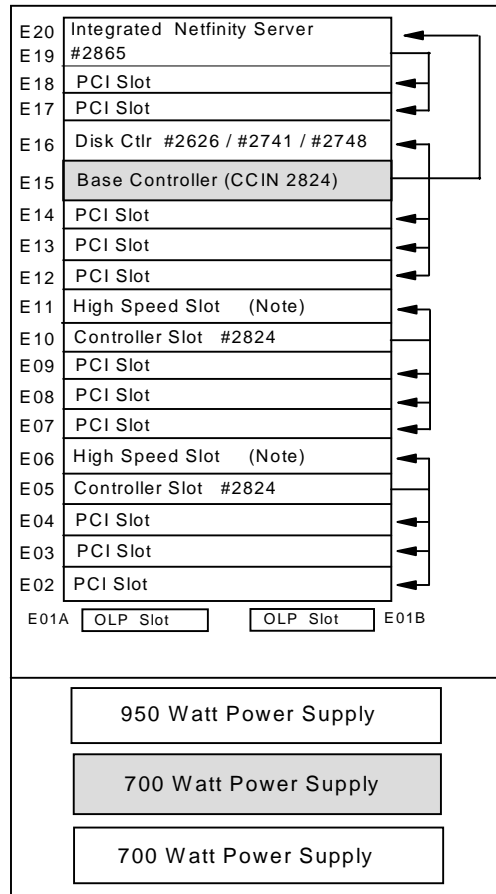 E20 Integrated Netfinity Server
E19 #2865
E18 PCI Slot
E17 PCI Slot
E16 Disk Ctlr #2626 / #2741 / #2748
E15 Base Controller (CCIN 2824)
E14 PCI Slot
E13 PCI Slot
E12 PCI Slot
E11 High Speed Slot (Note)
E10 Controller Slot #2824
E09 PCI Slot
E08 PCI Slot
E07 PCI Slot
E06 High Speed Slot (Note)
E05 Controller Slot #2824
E04 PCI Slot
E03 PCI Slot
E02 PCI Slot
E01A OLP Slot OLP Slot E01B
950 Watt Power Supply
700 Watt Power Supply
700 Watt Power Supply